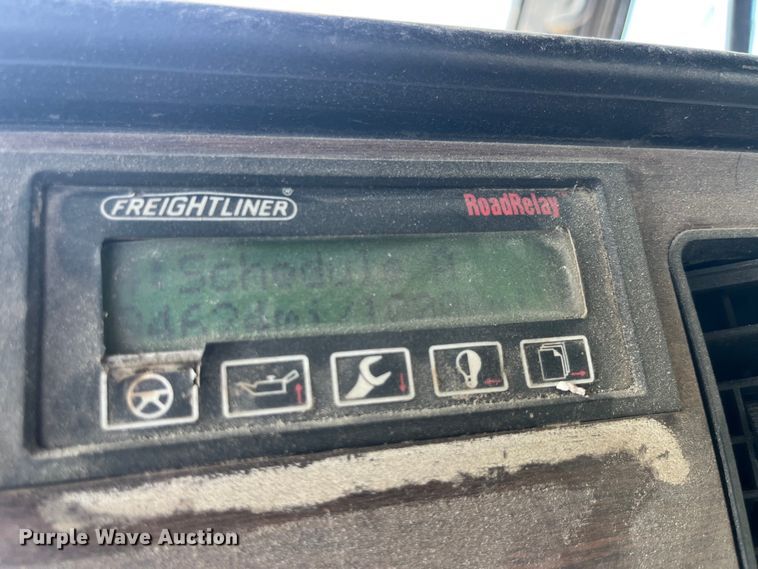 FREIGHTLINER®
RoadRelay
Schedule A
Purple Wave Auction